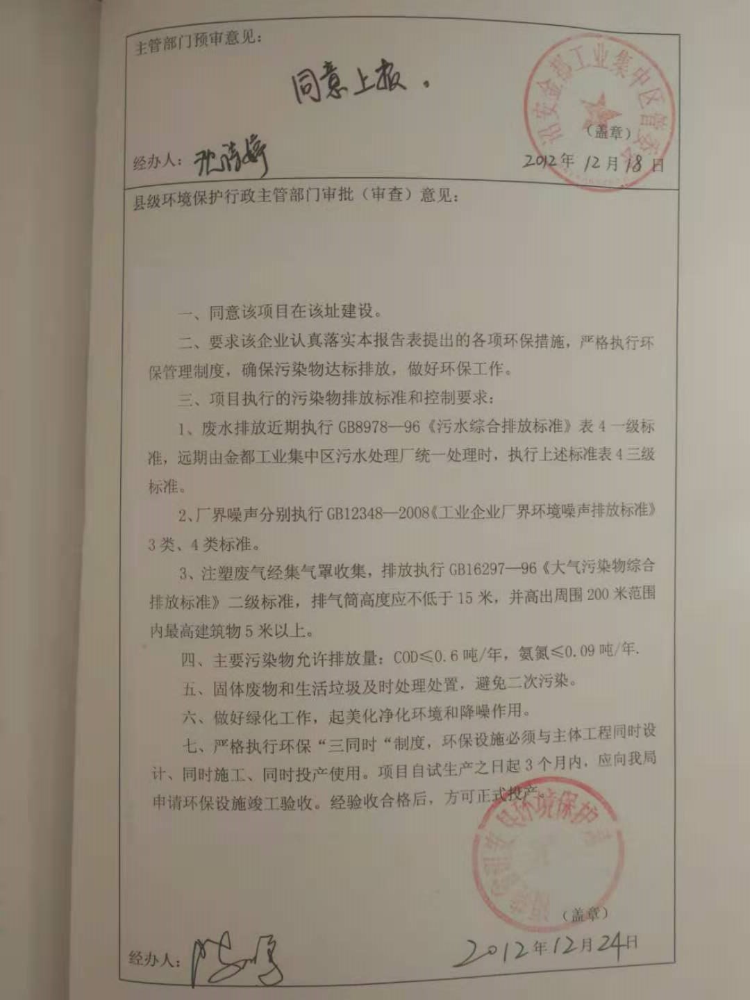 主管部门预审意见：
同意上报。
诏安金都工业集中区管委会
（盖章）
经办人：沈清婷
2012年12月18日
县级环境保护行政主管部门审批（审查）意见：
一、同意该项目在该址建设。
二、要求该企业认真落实本报告表提出的各项环保措施，严格执行环
保管理制度，确保污染物达标排放，做好环保工作。
三、项目执行的污染物排放标准和控制要求：
1、废水排放近期执行 GB8978—96《污水综合排放标准》表 4 一级标
准，远期由金都工业集中区污水处理厂统一处理时，执行上述标准表 4 三级
标准。
2、厂界噪声分别执行 GB12348—2008《工业企业厂界环境噪声排放标准》
3 类、4 类标准。
3、注塑废气经集气罩收集，排放执行 GB16297—96《大气污染物综合
排放标准》二级标准，排气筒高度应不低于 15 米，并高出周围 200 米范围
内最高建筑物 5 米以上。
四、主要污染物允许排放量：COD≤0.6 吨/年，氨氮≤0.09 吨/年.
五、固体废物和生活垃圾及时处理处置，避免二次污染。
六、做好绿化工作，起美化净化环境和降噪作用。
七、严格执行环保“三同时“制度，环保设施必须与主体工程同时设
计、同时施工、同时投产使用。项目自试生产之日起 3 个月内，应向我局
申请环保设施竣工验收。经验收合格后，方可正式投产。
福建省诏安县环境保护局
（盖章）
经办人：
2012年12月24日